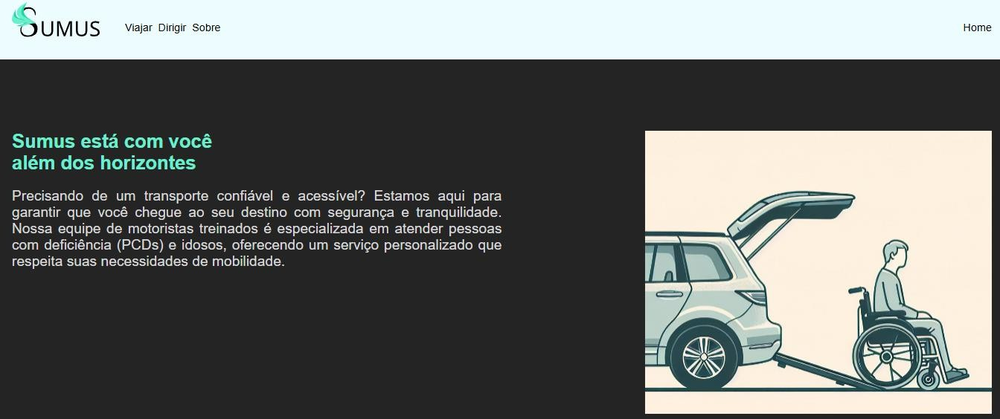 SUMUS
Viajar Dirigir Sobre
Home
Sumus está com você
além dos horizontes
Precisando de um transporte confiável e acessível? Estamos aqui para
garantir que você chegue ao seu destino com segurança e tranquilidade.
Nossa equipe de motoristas treinados é especializada em atender pessoas
com deficiência (PCDs) e idosos, oferecendo um serviço personalizado que
respeita suas necessidades de mobilidade.